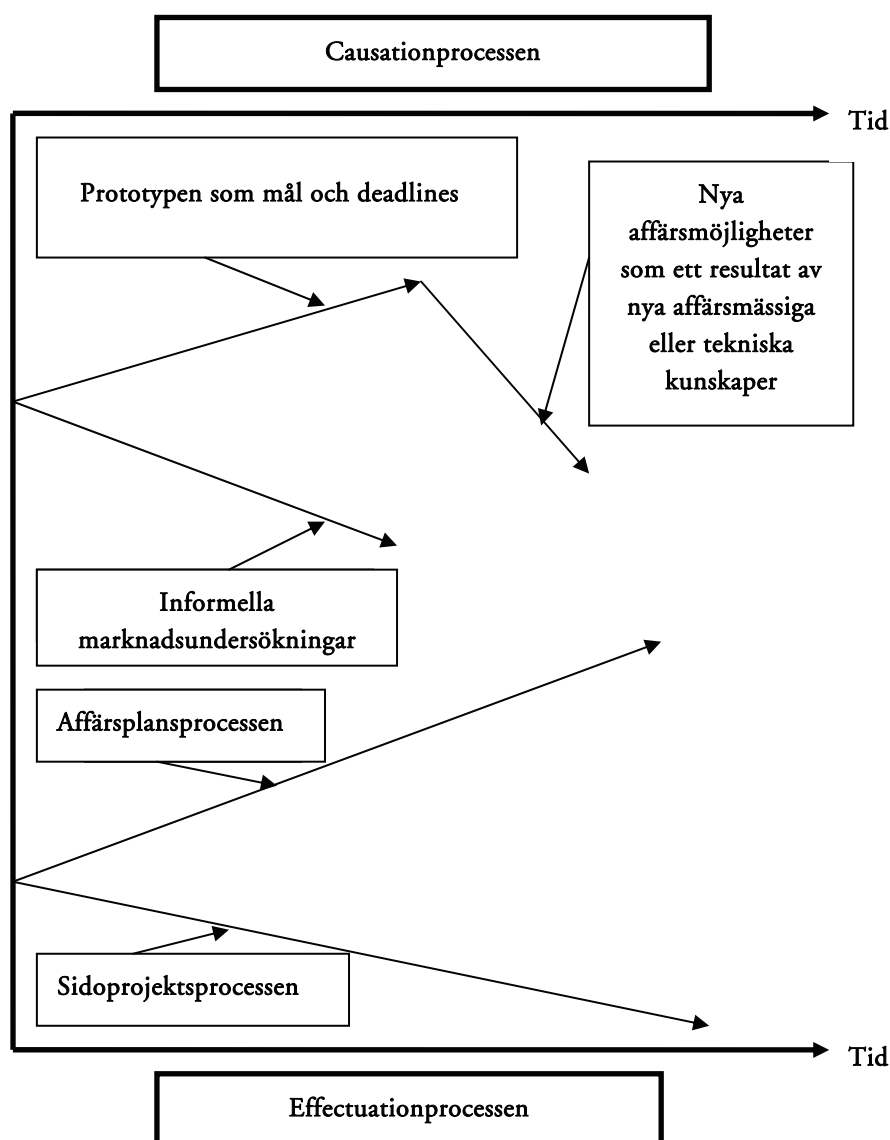 Causationprocessen
Tid
Prototypen som mål och deadlines
Nya
affärsmöjligheter
som ett resultat av
nya affärsmässiga
eller tekniska
kunskaper
Informella
marknadsundersökningar
Affärsplansprocessen
Sidoprojektsprocessen
Tid
Effectuationprocessen